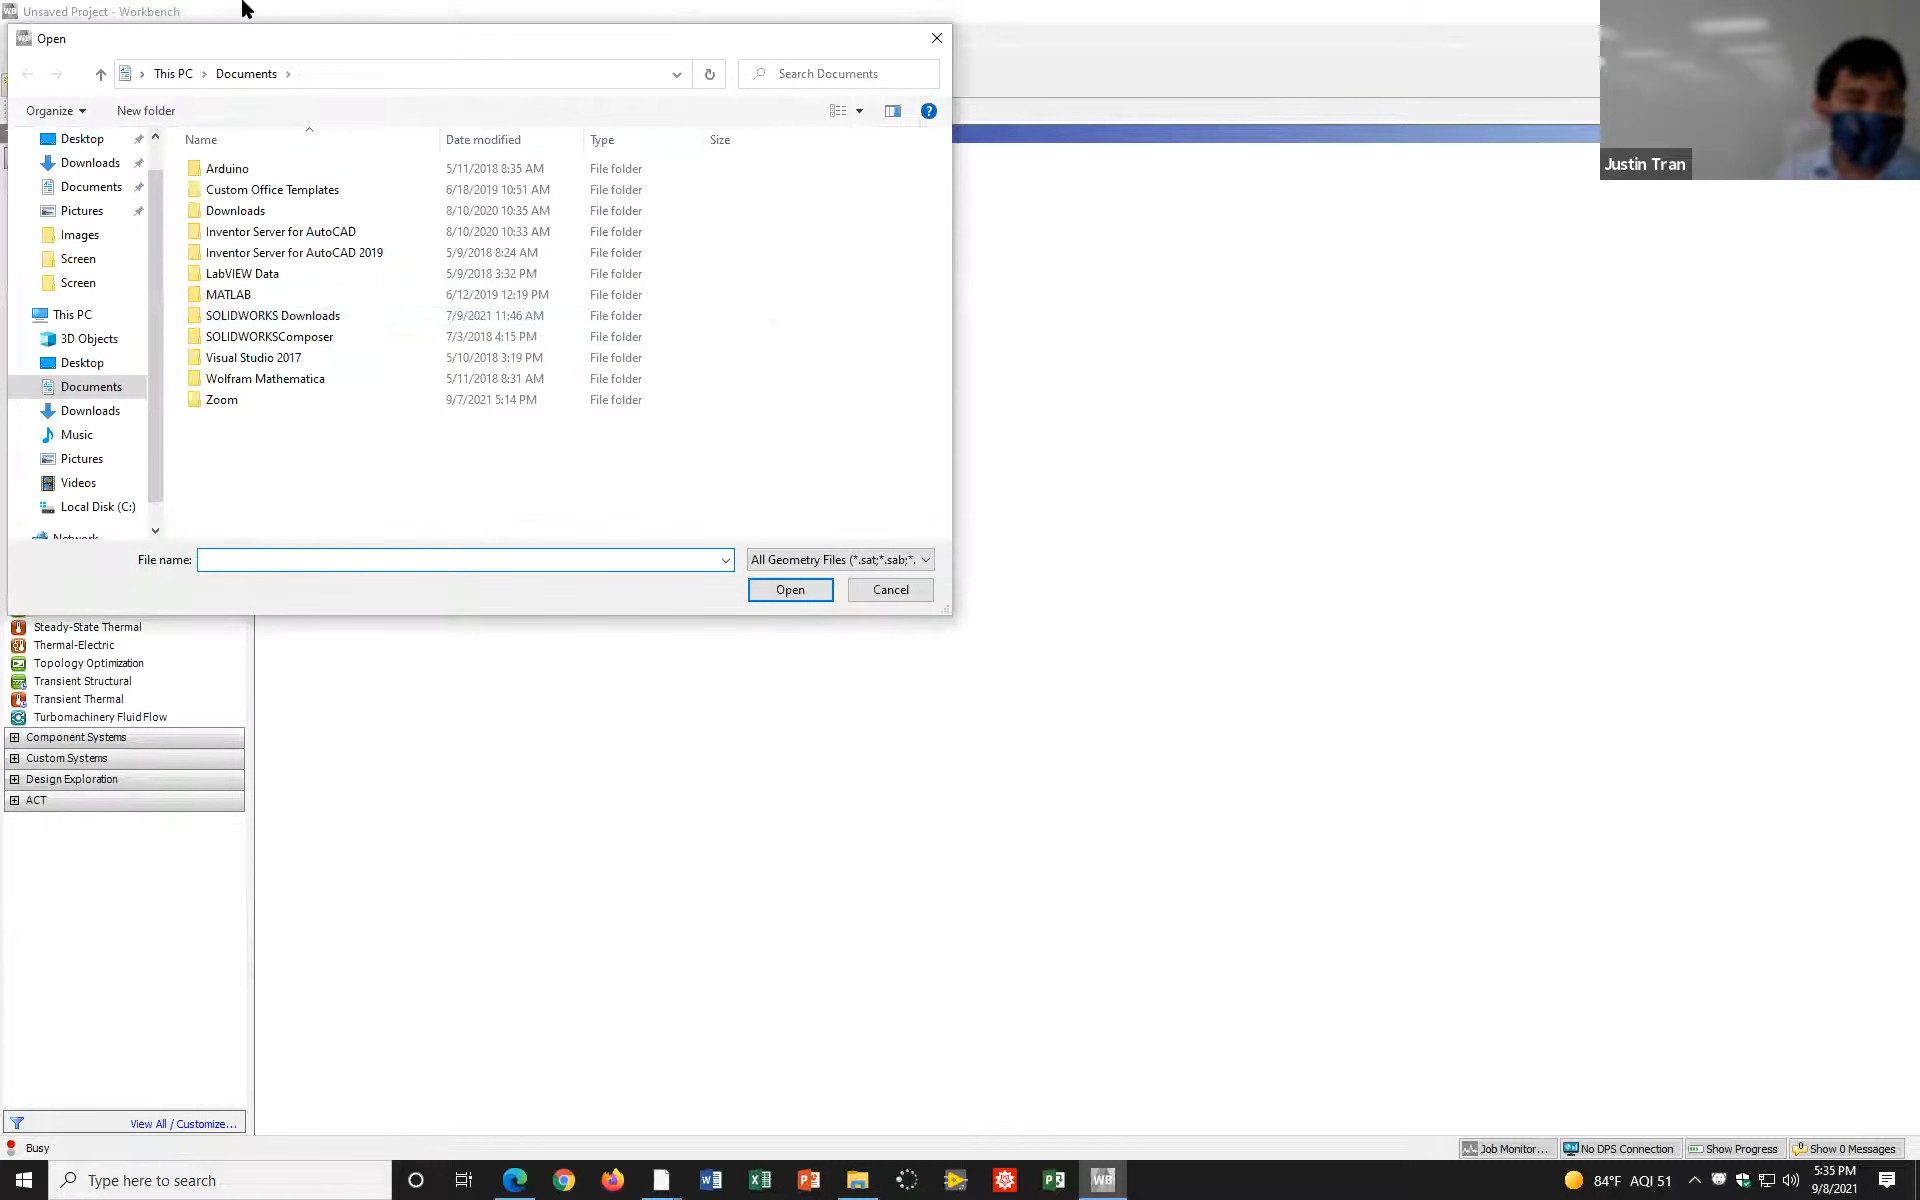 Unsaved Project - Workbench
Open
This PC > Documents >
Search Documents
Organize
New folder
Name
Date modified
Type
Size
Desktop
Downloads
Documents
Pictures
Images
Screen
Screen
This PC
3D Objects
Desktop
Documents
Downloads
Music
Pictures
Videos
Local Disk (C:)
Network
Arduino 5/11/2018 8:35 AM File folder
Custom Office Templates 6/18/2019 10:51 AM File folder
Downloads 8/10/2020 10:35 AM File folder
Inventor Server for AutoCAD 8/10/2020 10:33 AM File folder
Inventor Server for AutoCAD 2019 5/9/2018 8:24 AM File folder
LabVIEW Data 5/9/2018 3:32 PM File folder
MATLAB 6/12/2019 12:19 PM File folder
SOLIDWORKS Downloads 7/9/2021 11:46 AM File folder
SOLIDWORKSComposer 7/3/2018 4:15 PM File folder
Visual Studio 2017 5/10/2018 3:19 PM File folder
Wolfram Mathematica 5/11/2018 8:31 AM File folder
Zoom 9/7/2021 5:14 PM File folder
File name:
All Geometry Files (*.sat;*.sab;*.
Open
Cancel
Justin Tran
Steady-State Thermal
Thermal-Electric
Topology Optimization
Transient Structural
Transient Thermal
Turbomachinery Fluid Flow
Component Systems
Custom Systems
Design Exploration
ACT
View All / Customize...
Busy
Job Monitor...
No DPS Connection
Show Progress
Show 0 Messages
Type here to search
WB
84°F AQI 51
5:35 PM
9/8/2021